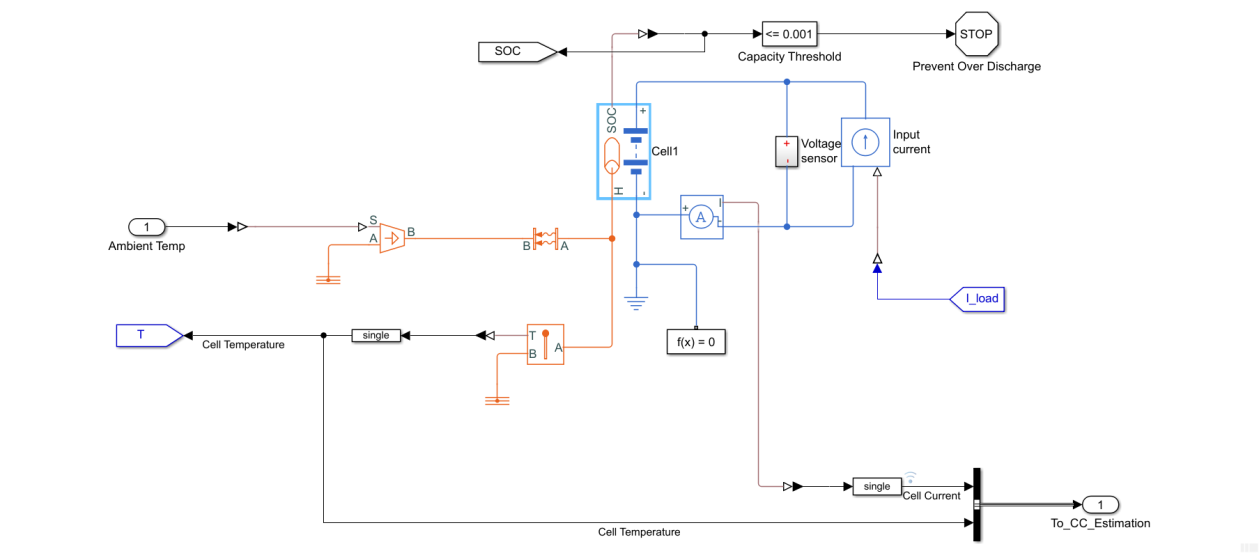 SOC
<= 0.001
Capacity Threshold
STOP
Prevent Over Discharge
SOC
+
Cell1
H
-
+
-
Voltage
sensor
Input
current
1
Ambient Temp
S
A
B
B
A
+
A
I
-
I_load
T
Cell Temperature
single
T
B
A
f(x) = 0
single
Cell Current
1
To_CC_Estimation
Cell Temperature